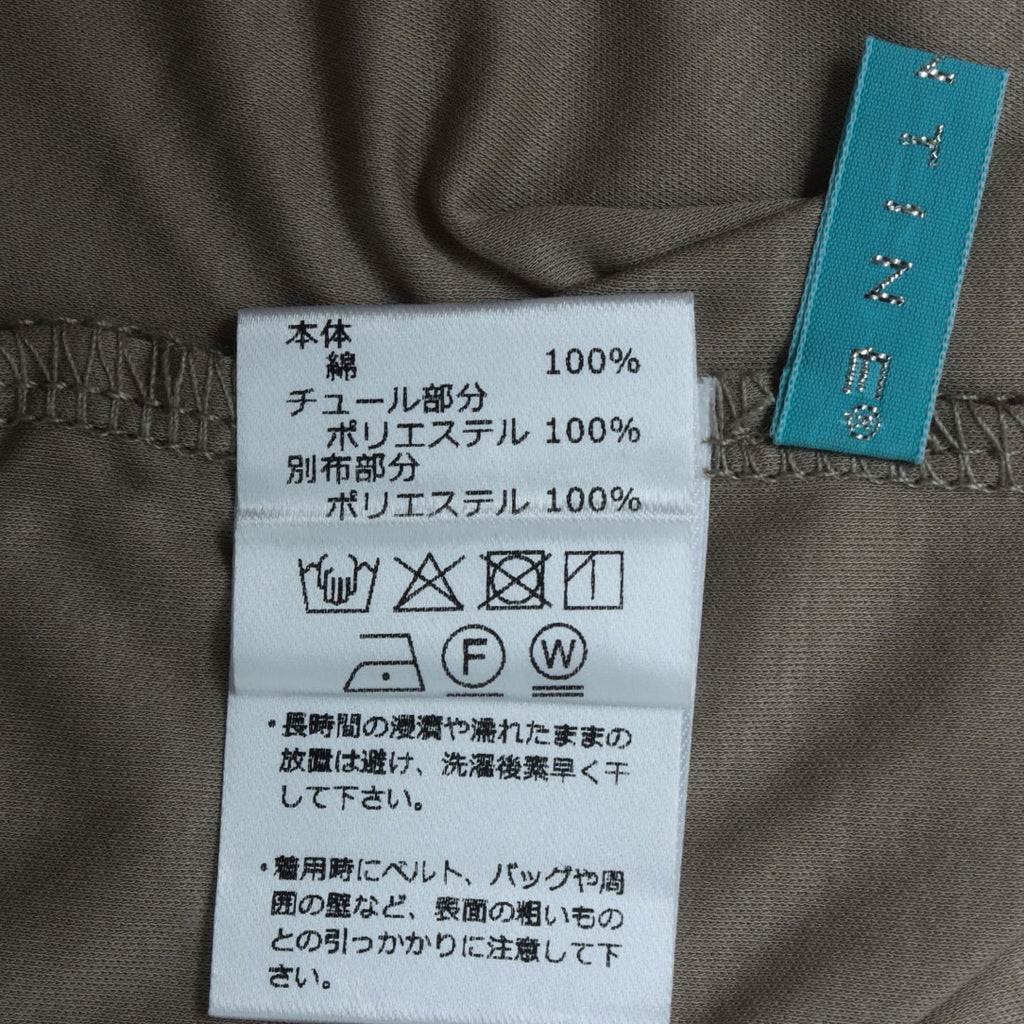 NTINE
本体
綿 100%
チュール部分
ポリエステル 100%
別布部分
ポリエステル 100%
F W
・長時間の浸漬や濡れたままの
放置は避け、洗濯後素早く干
して下さい。
・着用時にベルト、バッグや周
囲の壁など、表面の粗いもの
との引っかかりに注意して下
さい。